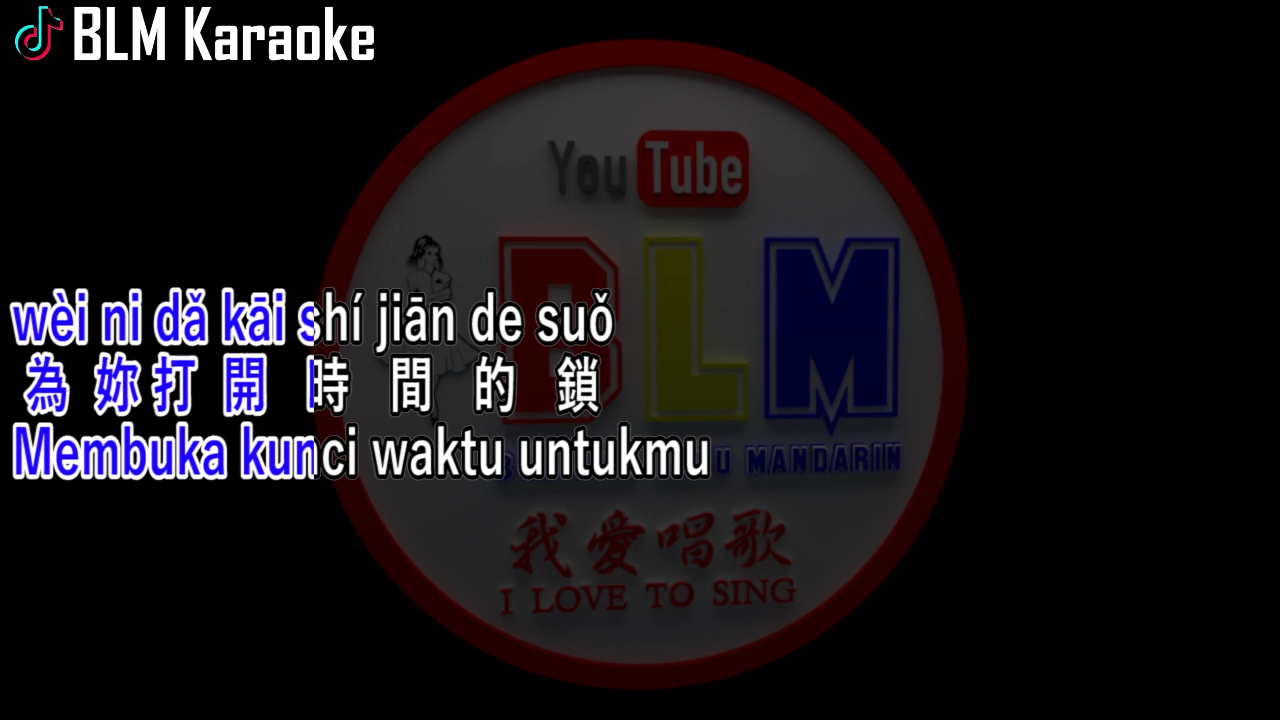 BLM Karaoke
YouTube
BLM
wèi ni dǎ kāi shí jiān de suǒ
為 妳 打 開 時 間 的 鎖
Membuka kunci waktu untukmu
MANDARIN
我愛唱歌
I LOVE TO SING